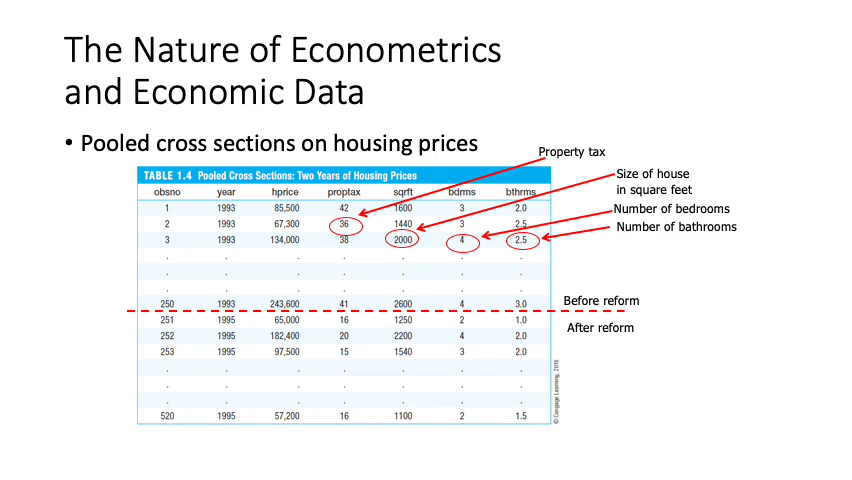 The Nature of Econometrics
and Economic Data
• Pooled cross sections on housing prices
Property tax
Size of house
in square feet
Number of bedrooms
Number of bathrooms
TABLE 1.4 Pooled Cross Sections: Two Years of Housing Prices
obsno year hprice proptax sqrft bdrms bthrms
1 1993 85,500 42 1600 3 2.0
2 1993 67,300 36 1440 3 2.5
3 1993 134,000 38 2000 4 2.5
. . . . . . .
. . . . . . .
. . . . . . .
250 1993 243,600 41 2600 4 3.0
Before reform
251 1995 65,000 16 1250 2 1.0
After reform
252 1995 182,400 20 2200 4 2.0
253 1995 97,500 15 1540 3 2.0
. . . . . . .
. . . . . . .
. . . . . . .
520 1995 57,200 16 1100 2 1.5
© Cengage Learning, 2016